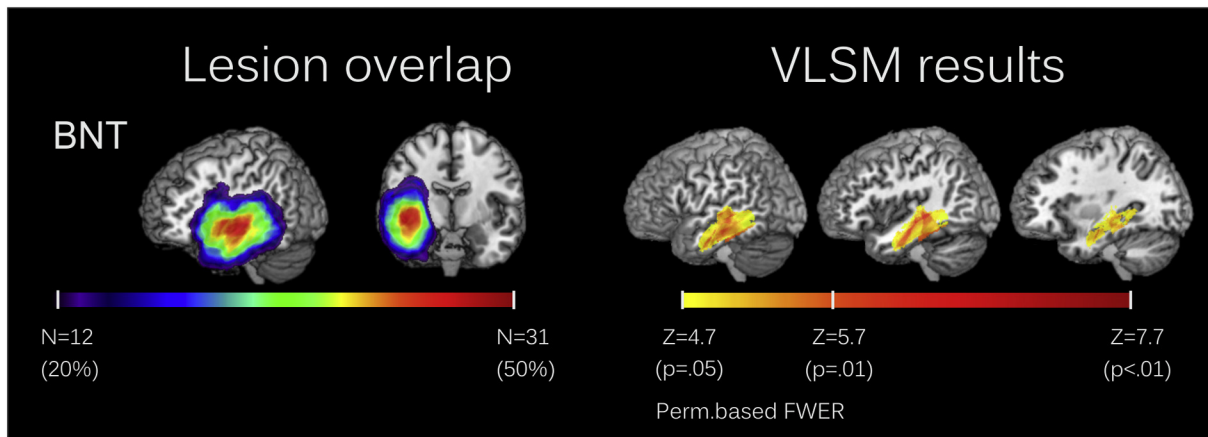 Lesion overlap
VLSM results
BNT
N=12
(20%)
N=31
(50%)
Z=4.7
(p=.05)
Z=5.7
(p=.01)
Z=7.7
(p<.01)
Perm.based FWER